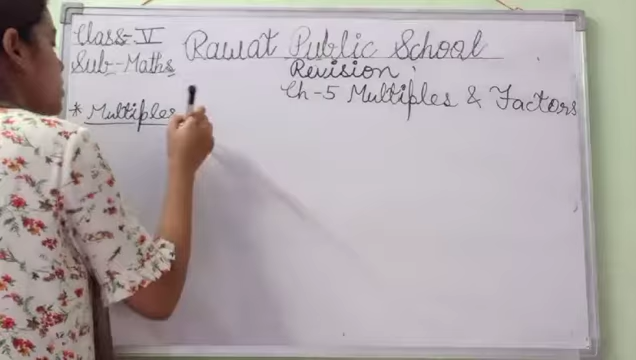 Class-V
Rawat Public School
Sub-Maths
Revision
Ch-5 Multiples & Factors
* Multiples